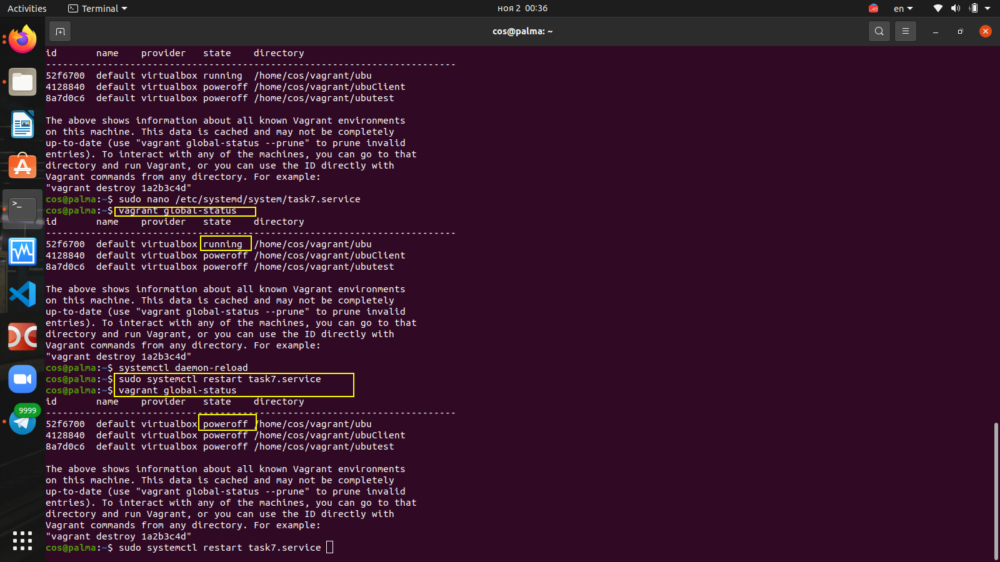 Activities Terminal ноя 2 00:36 .45 en
cos@palma: ~
id       name    provider   state    directory
-------------------------------------------------------------------------
52f6700  default virtualbox running  /home/cos/vagrant/ubu
4128840  default virtualbox poweroff /home/cos/vagrant/ubuClient
8a7d0c6  default virtualbox poweroff /home/cos/vagrant/ubutest
The above shows information about all known Vagrant environments
on this machine. This data is cached and may not be completely
up-to-date (use "vagrant global-status --prune" to prune invalid
entries). To interact with any of the machines, you can go to that
directory and run Vagrant, or you can use the ID directly with
Vagrant commands from any directory. For example:
"vagrant destroy 1a2b3c4d"
cos@palma:~$ sudo nano /etc/systemd/system/task7.service
cos@palma:~$ vagrant global-status
id       name    provider   state    directory
-------------------------------------------------------------------------
52f6700  default virtualbox running  /home/cos/vagrant/ubu
4128840  default virtualbox poweroff /home/cos/vagrant/ubuClient
8a7d0c6  default virtualbox poweroff /home/cos/vagrant/ubutest
The above shows information about all known Vagrant environments
on this machine. This data is cached and may not be completely
up-to-date (use "vagrant global-status --prune" to prune invalid
entries). To interact with any of the machines, you can go to that
directory and run Vagrant, or you can use the ID directly with
Vagrant commands from any directory. For example:
"vagrant destroy 1a2b3c4d"
cos@palma:~$ systemctl daemon-reload
cos@palma:~$ sudo systemctl restart task7.service
cos@palma:~$ vagrant global-status
id       name    provider   state    directory
-------------------------------------------------------------------------
52f6700  default virtualbox poweroff /home/cos/vagrant/ubu
4128840  default virtualbox poweroff /home/cos/vagrant/ubuClient
8a7d0c6  default virtualbox poweroff /home/cos/vagrant/ubutest
The above shows information about all known Vagrant environments
on this machine. This data is cached and may not be completely
up-to-date (use "vagrant global-status --prune" to prune invalid
entries). To interact with any of the machines, you can go to that
directory and run Vagrant, or you can use the ID directly with
Vagrant commands from any directory. For example:
"vagrant destroy 1a2b3c4d"
cos@palma:~$ sudo systemctl restart task7.service
>_
9999